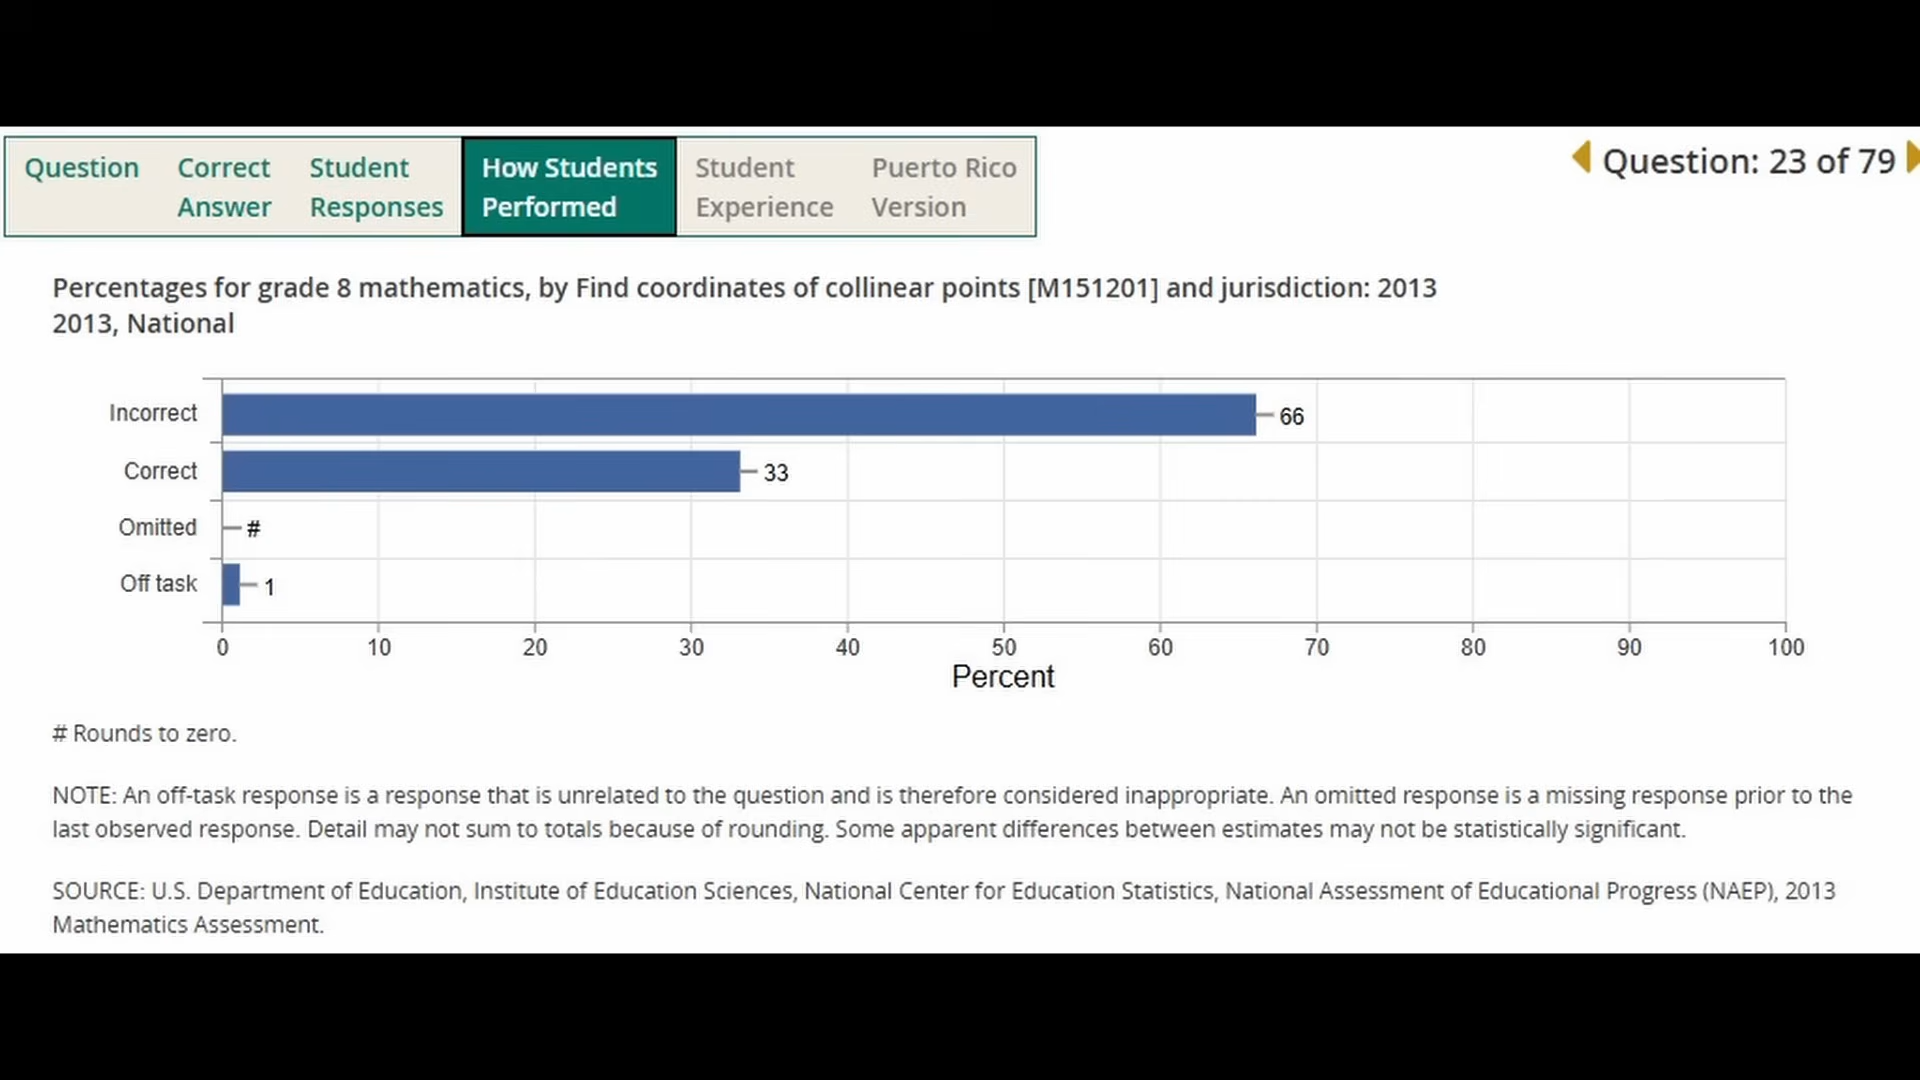 Question
Correct
Answer
Student
Responses
How Students
Performed
Student
Experience
Puerto Rico
Version
Question: 23 of 79
Percentages for grade 8 mathematics, by Find coordinates of collinear points [M151201] and jurisdiction: 2013
2013, National
Incorrect 66
Correct 33
Omitted #
Off task 1
0 10 20 30 40 50 60 70 80 90 100
Percent
# Rounds to zero.
NOTE: An off-task response is a response that is unrelated to the question and is therefore considered inappropriate. An omitted response is a missing response prior to the
last observed response. Detail may not sum to totals because of rounding. Some apparent differences between estimates may not be statistically significant.
SOURCE: U.S. Department of Education, Institute of Education Sciences, National Center for Education Statistics, National Assessment of Educational Progress (NAEP), 2013
Mathematics Assessment.